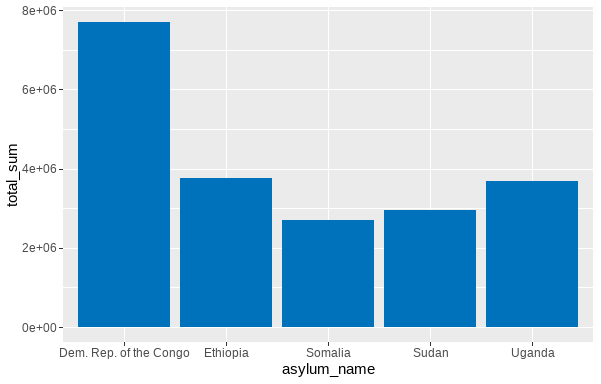 8e+06
6e+06
4e+06
2e+06
0e+00
total_sum
Dem. Rep. of the Congo Ethiopia Somalia Sudan Uganda
asylum_name